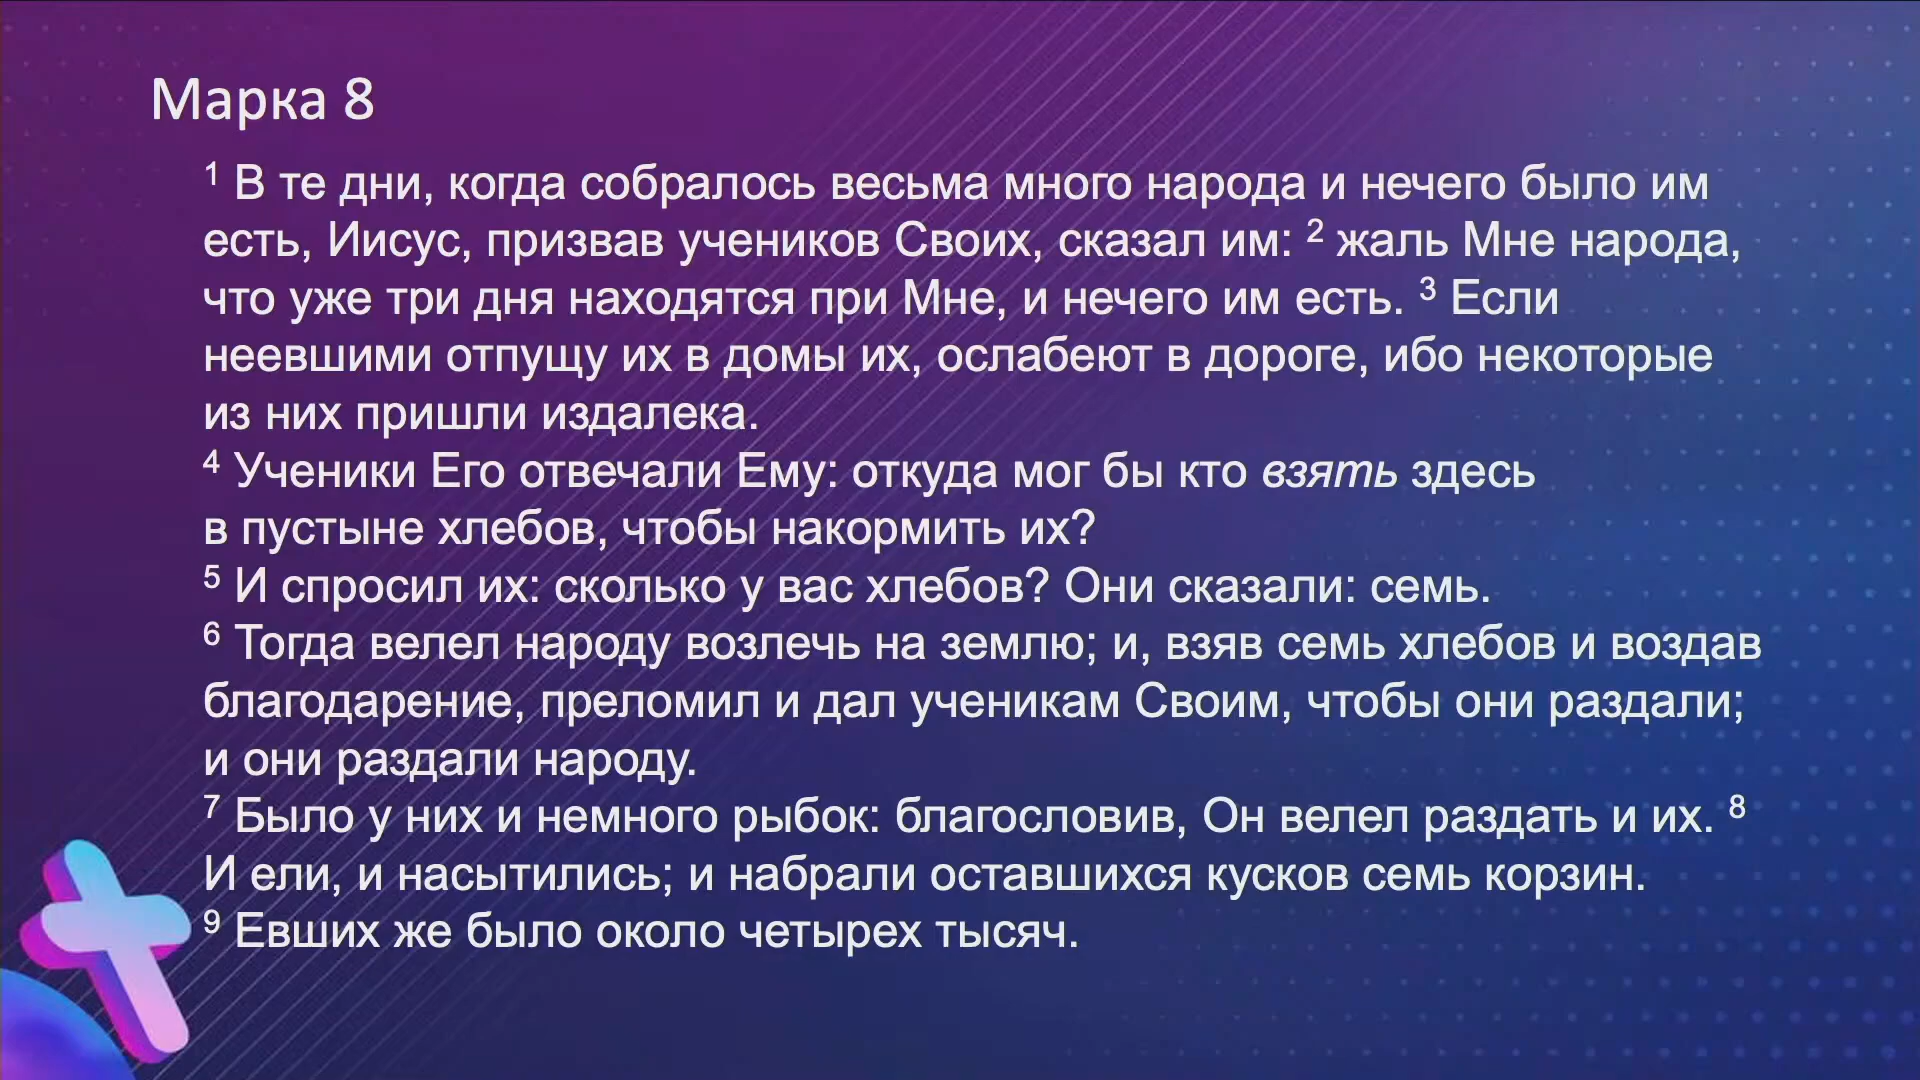 Марка 8
¹ В те дни, когда собралось весьма много народа и нечего было им
есть, Иисус, призвав учеников Своих, сказал им: ² жаль Мне народа,
что уже три дня находятся при Мне, и нечего им есть. ³ Если
неевшими отпущу их в домы их, ослабеют в дороге, ибо некоторые
из них пришли издалека.
⁴ Ученики Его отвечали Ему: откуда мог бы кто взять здесь
в пустыне хлебов, чтобы накормить их?
⁵ И спросил их: сколько у вас хлебов? Они сказали: семь.
⁶ Тогда велел народу возлечь на землю; и, взяв семь хлебов и воздав
благодарение, преломил и дал ученикам Своим, чтобы они раздали;
и они раздали народу.
⁷ Было у них и немного рыбок: благословив, Он велел раздать и их. ⁸
И ели, и насытились; и набрали оставшихся кусков семь корзин.
⁹ Евших же было около четырех тысяч.